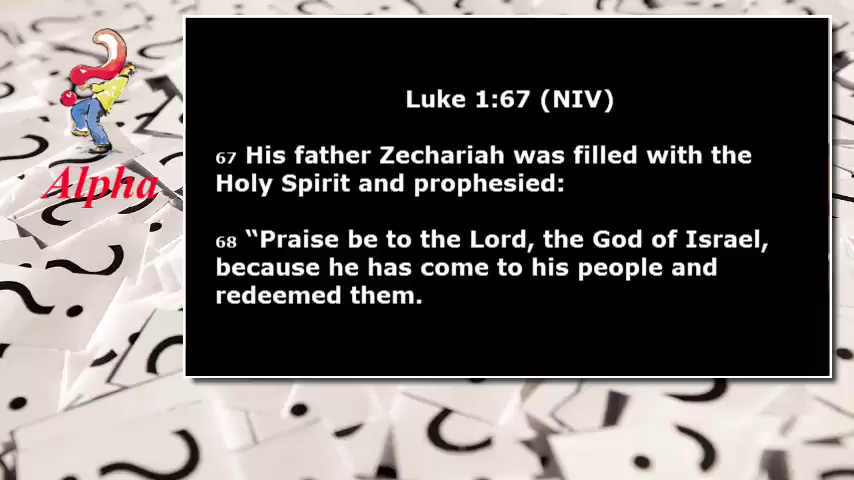 Alpha
Luke 1:67 (NIV)
67 His father Zechariah was filled with the
Holy Spirit and prophesied:
68 “Praise be to the Lord, the God of Israel,
because he has come to his people and
redeemed them.